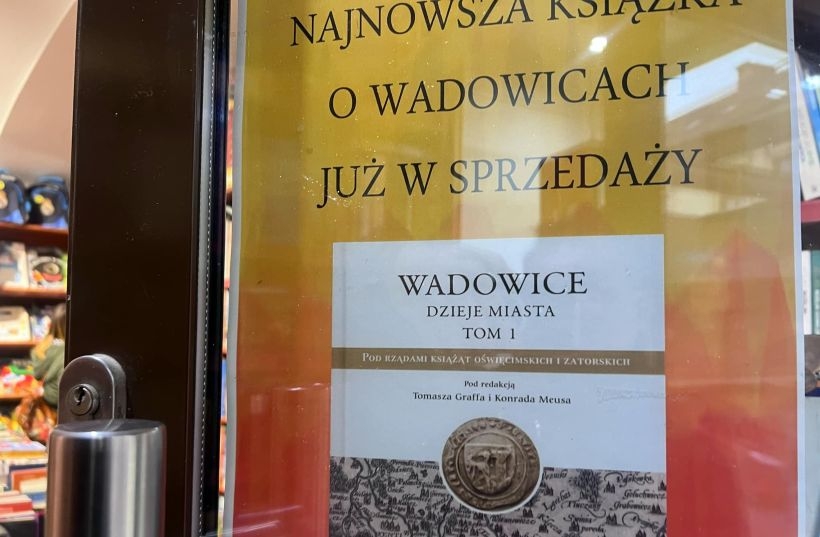 NAJNOWSZA KSIĄŻKA
O WADOWICACH
JUŻ W SPRZEDAŻY
WADOWICE
DZIEJE MIASTA
TOM 1
POD RZĄDAMI KSIĄŻĄT OŚWIĘCIMSKICH I ZATORSKICH
Pod redakcją
Tomasza Graffa i Konrada Meusa